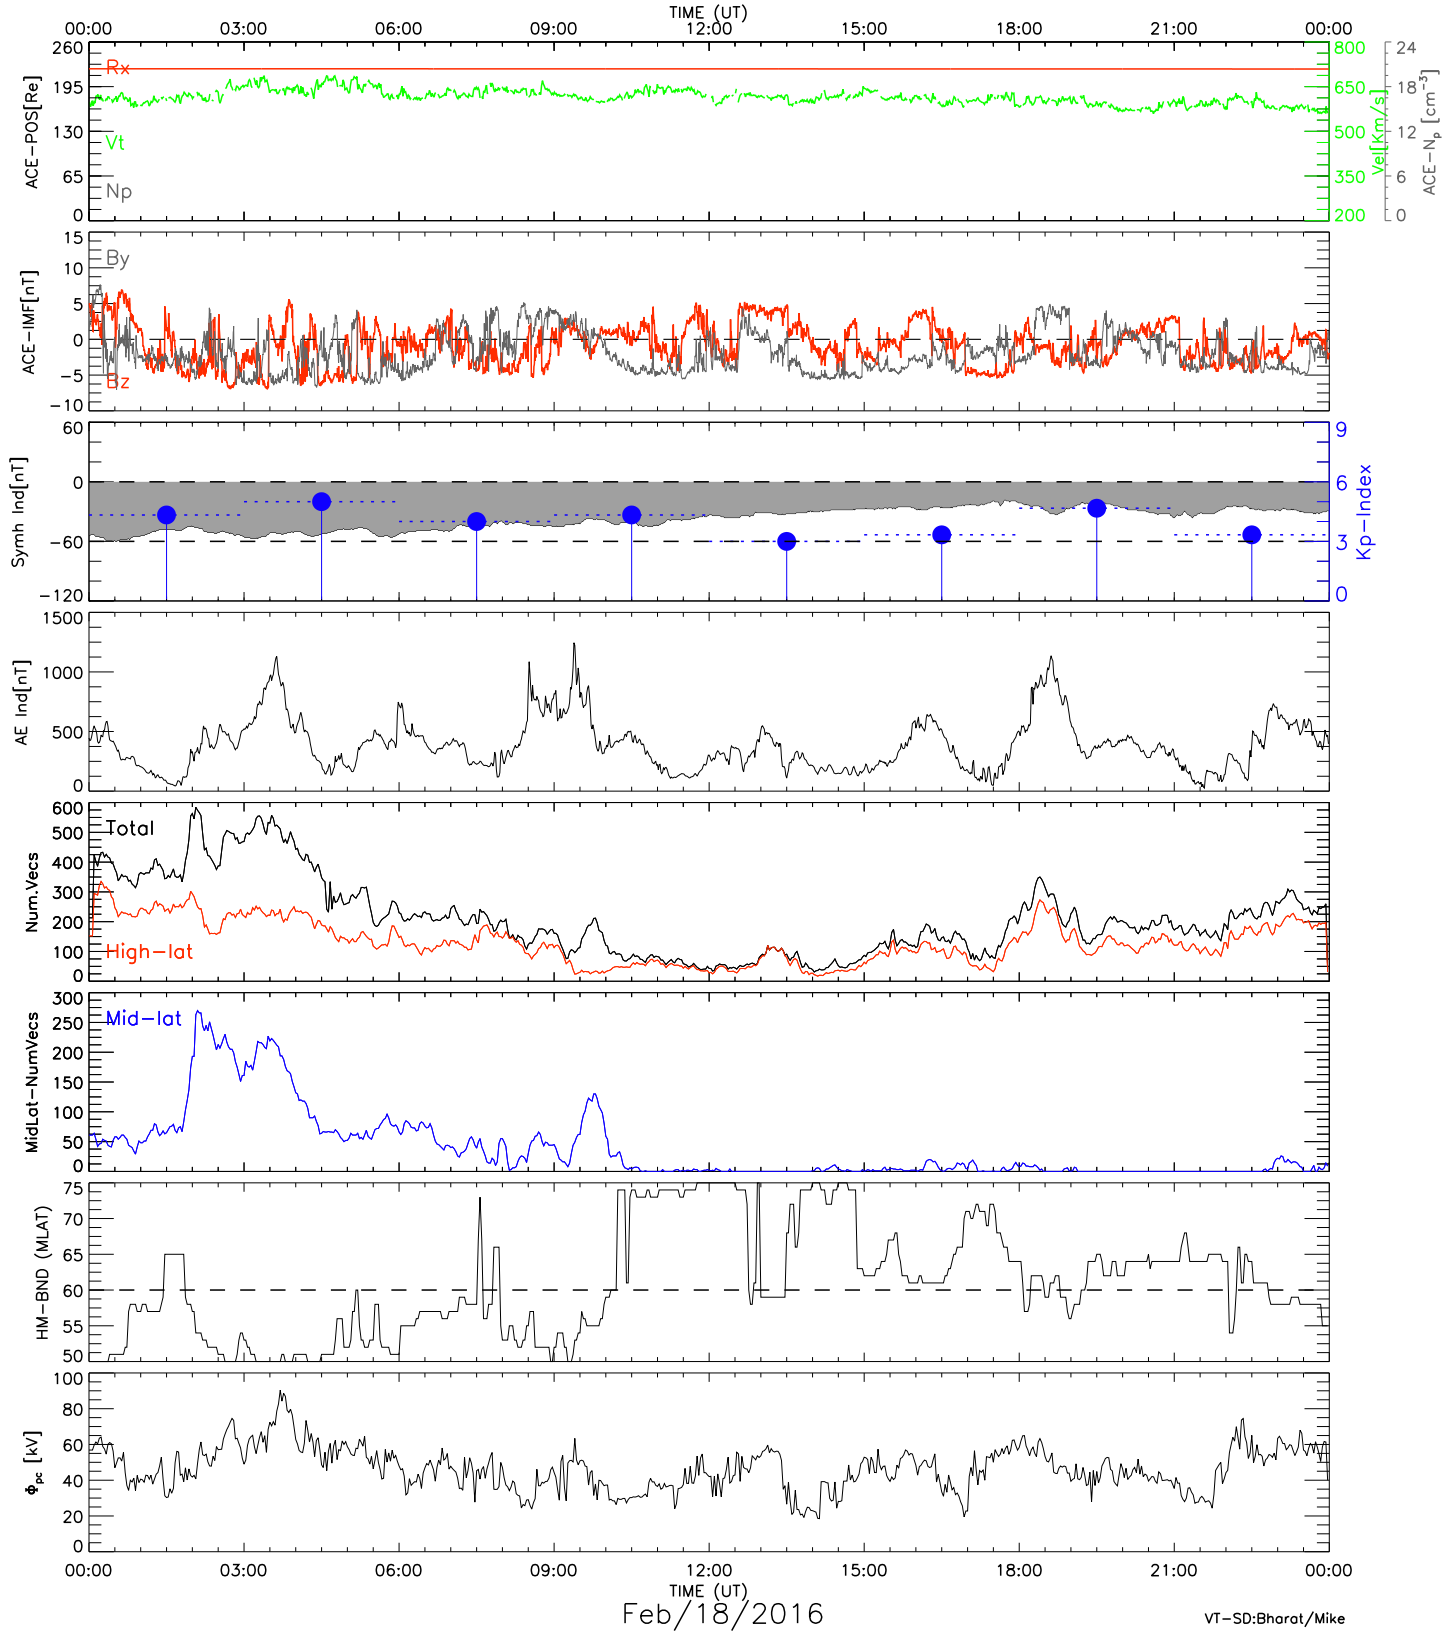 TIME (UT)
00:00 03:00 06:00 09:00 12:00 15:00 18:00 21:00 00:00
ACE-POS[Re]
260
195
130
65
0
Rx
Vt
Np
800
650
500
350
200
Vel[Km/s]
24
18
12
6
0
ACE-Np [cm-3]
ACE-IMF[nT]
15
10
5
0
-5
-10
By
Bz
Symh Ind[nT]
60
0
-60
-120
9
6
3
0
Kp-Index
AE Ind[nT]
1500
1000
500
0
Num.Vecs
600
500
400
300
200
100
0
Total
High-lat
MidLat-NumVecs
300
250
200
150
100
50
0
Mid-lat
HM-BND (MLAT)
75
70
65
60
55
50
Φpc [kV]
100
80
60
40
20
0
00:00 03:00 06:00 09:00 12:00 15:00 18:00 21:00 00:00
TIME (UT)
Feb/18/2016
VT-SD:Bharat/Mike